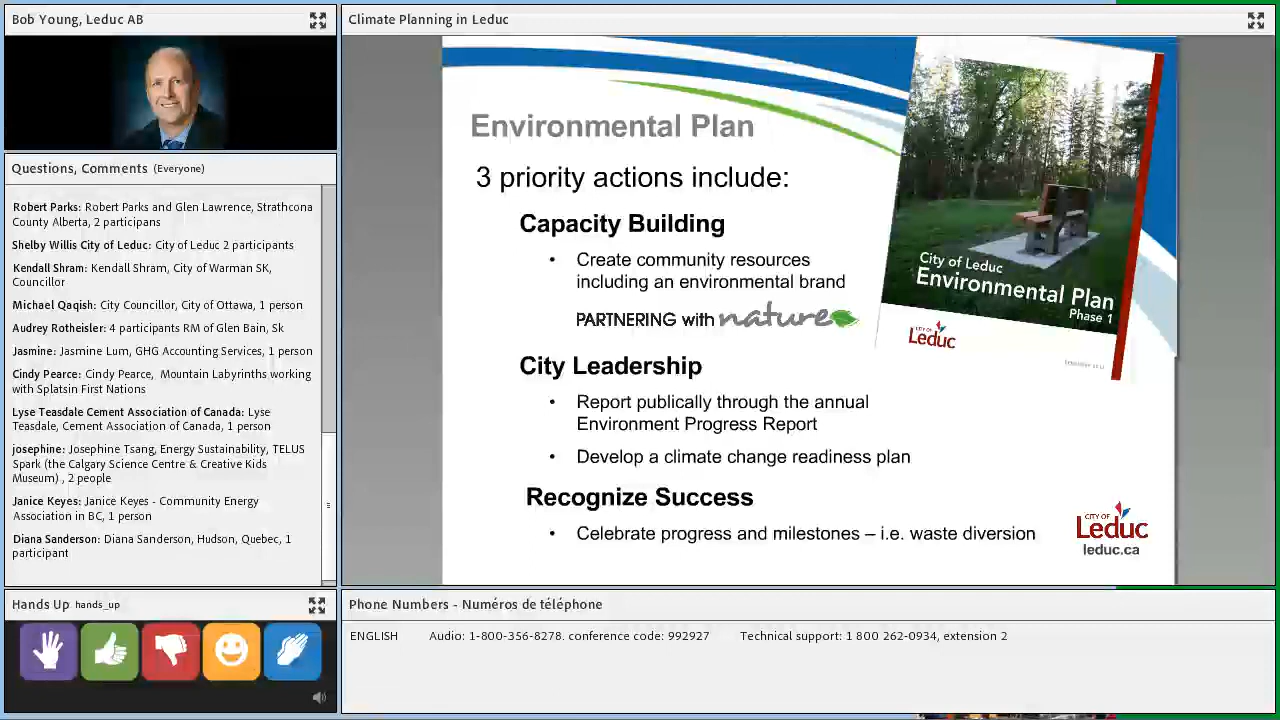 Bob Young, Leduc AB
Questions, Comments (Everyone)
Robert Parks: Robert Parks and Glen Lawrence, Strathcona
County Alberta, 2 participans
Shelby Willis City of Leduc: City of Leduc 2 participants
Kendall Shram: Kendall Shram, City of Warman SK,
Councillor
Michael Qaqish: City Councillor, City of Ottawa, 1 person
Audrey Rotheisler: 4 participants RM of Glen Bain, Sk
Jasmine: Jasmine Lum, GHG Accounting Services, 1 person
Cindy Pearce: Cindy Pearce, Mountain Labyrinths working
with Splatsin First Nations
Lyse Teasdale Cement Association of Canada: Lyse
Teasdale, Cement Association of Canada, 1 person
josephine: Josephine Tsang, Energy Sustainability, TELUS
Spark (the Calgary Science Centre & Creative Kids
Museum) , 2 people
Janice Keyes: Janice Keyes - Community Energy
Association in BC, 1 person
Diana Sanderson: Diana Sanderson, Hudson, Quebec, 1
participant
Hands Up hands_up
Climate Planning in Leduc
Environmental Plan
3 priority actions include:
Capacity Building
• Create community resources
including an environmental brand
PARTNERING with nature
City Leadership
• Report publically through the annual
Environment Progress Report
• Develop a climate change readiness plan
Recognize Success
• Celebrate progress and milestones – i.e. waste diversion
City of Leduc
Environmental Plan
Phase 1
CITY OF
Leduc
CITY OF
Leduc
leduc.ca
Phone Numbers - Numéros de téléphone
ENGLISH Audio: 1-800-356-8278. conference code: 992927 Technical support: 1 800 262-0934, extension 2